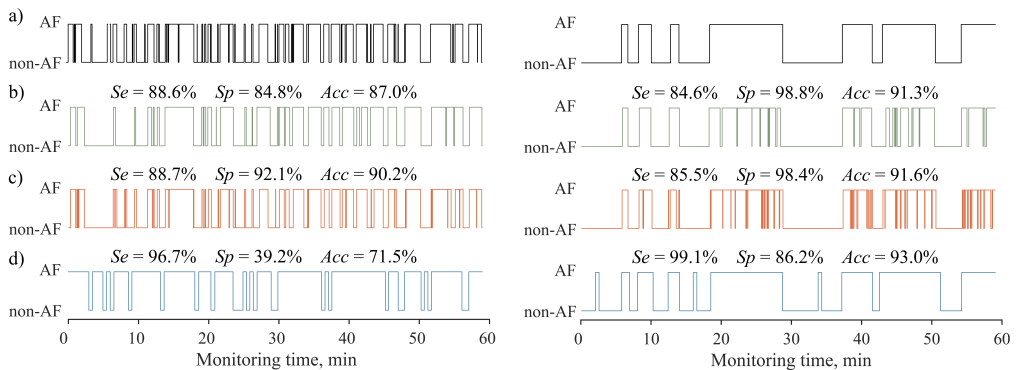 a)
AF
non-AF
AF
non-AF
b)
Se = 88.6% Sp = 84.8% Acc = 87.0%
Se = 84.6% Sp = 98.8% Acc = 91.3%
AF
non-AF
AF
non-AF
c)
Se = 88.7% Sp = 92.1% Acc = 90.2%
Se = 85.5% Sp = 98.4% Acc = 91.6%
AF
non-AF
AF
non-AF
d)
Se = 96.7% Sp = 39.2% Acc = 71.5%
Se = 99.1% Sp = 86.2% Acc = 93.0%
AF
non-AF
AF
non-AF
0 10 20 30 40 50 60
0 10 20 30 40 50 60
Monitoring time, min
Monitoring time, min